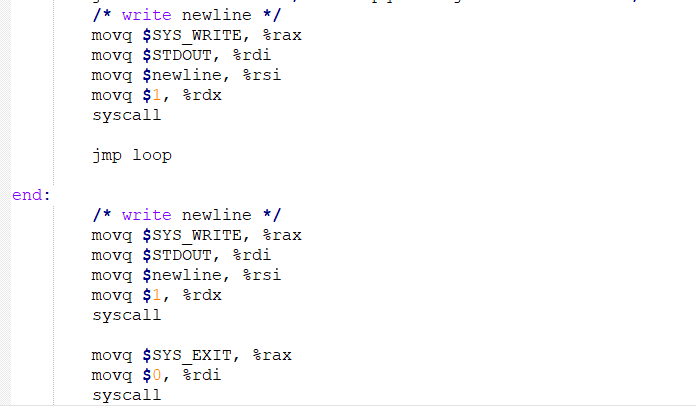 /* write newline */
movq $SYS_WRITE, %rax
movq $STDOUT, %rdi
movq $newline, %rsi
movq $1, %rdx
syscall
jmp loop
end:
/* write newline */
movq $SYS_WRITE, %rax
movq $STDOUT, %rdi
movq $newline, %rsi
movq $1, %rdx
syscall
movq $SYS_EXIT, %rax
movq $0, %rdi
syscall